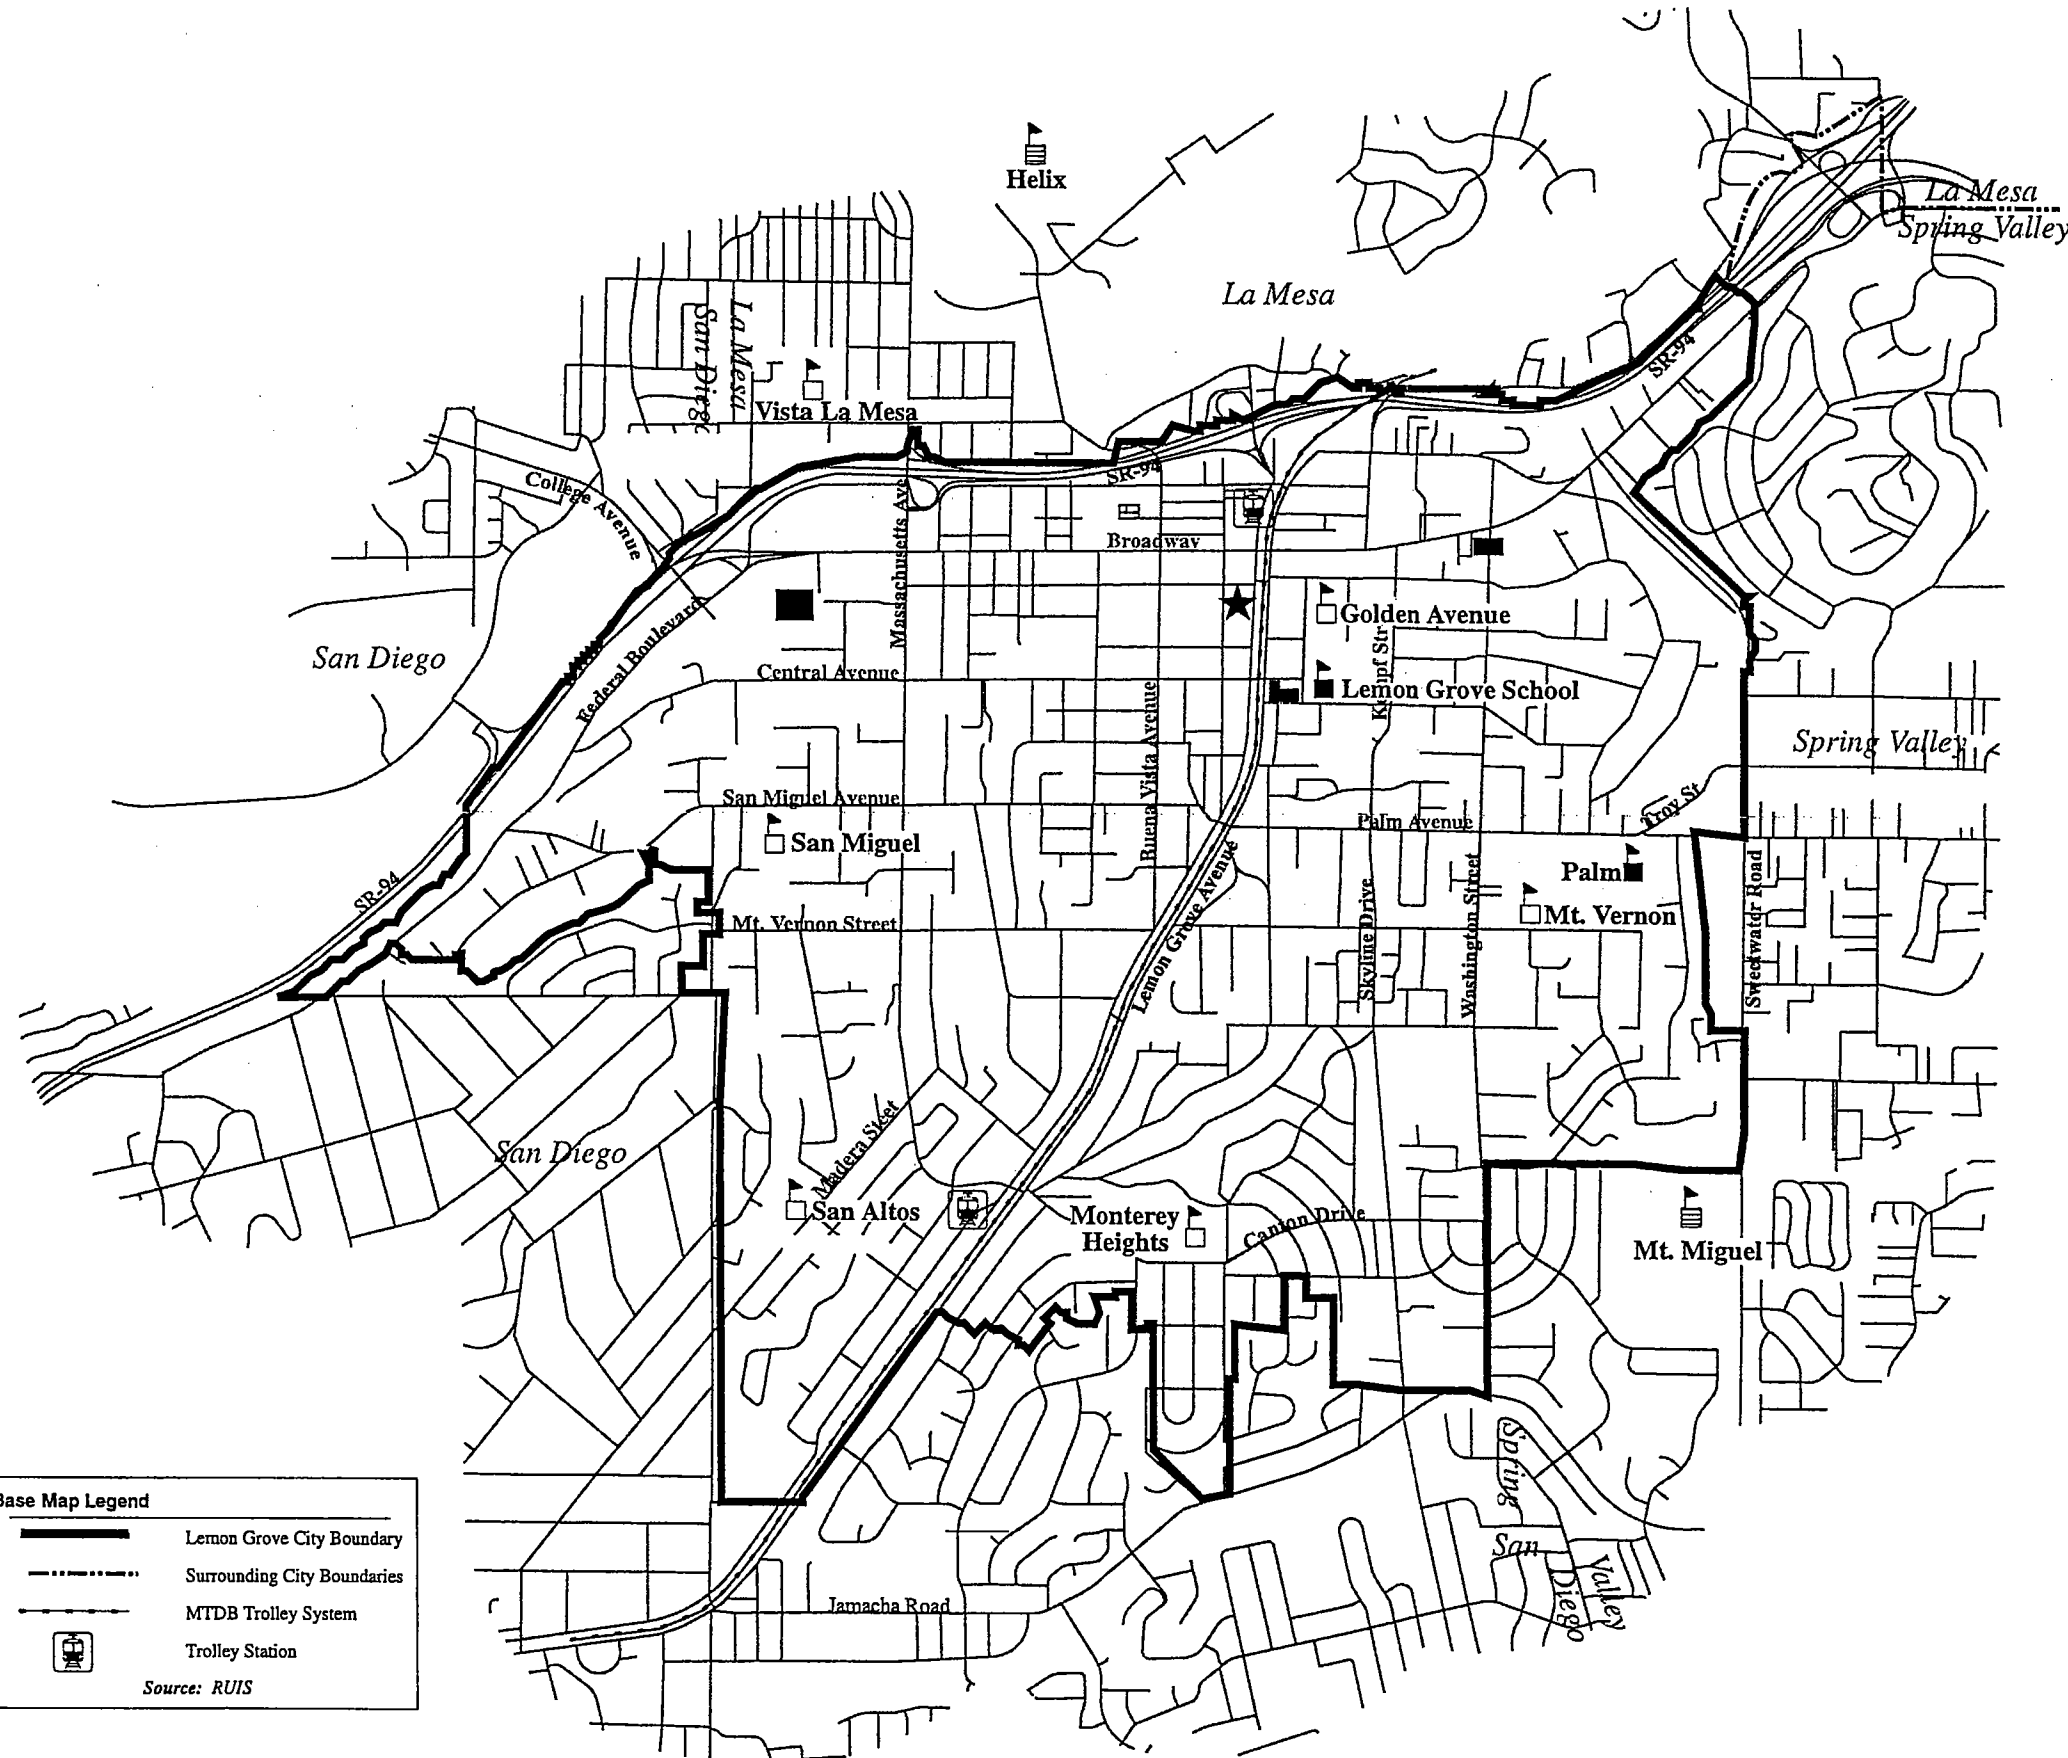 Helix
La Mesa
Spring Valley
La Mesa
La Mesa
San Diego
SR-94
Vista La Mesa
College Avenue
SR-94
Massachusetts Ave
Broadway
Golden Avenue
Federal Boulevard
San Diego
Central Avenue
Lemon Grove School
Buena Vista Avenue
Spring Valley
San Miguel Avenue
Palm Avenue
Troy St
San Miguel
Palm
SR-94
Mt. Vernon
Mt. Vernon Street
Lemon Grove Avenue
Skyline Drive
Washington Street
Sweetwater Road
San Diego
Madera Street
San Altos
Monterey
Heights
Canton Drive
Mt. Miguel
Spring
Valley
San
Diego
Jamacha Road
Base Map Legend
Lemon Grove City Boundary
Surrounding City Boundaries
MTDB Trolley System
Trolley Station
Source: RUIS